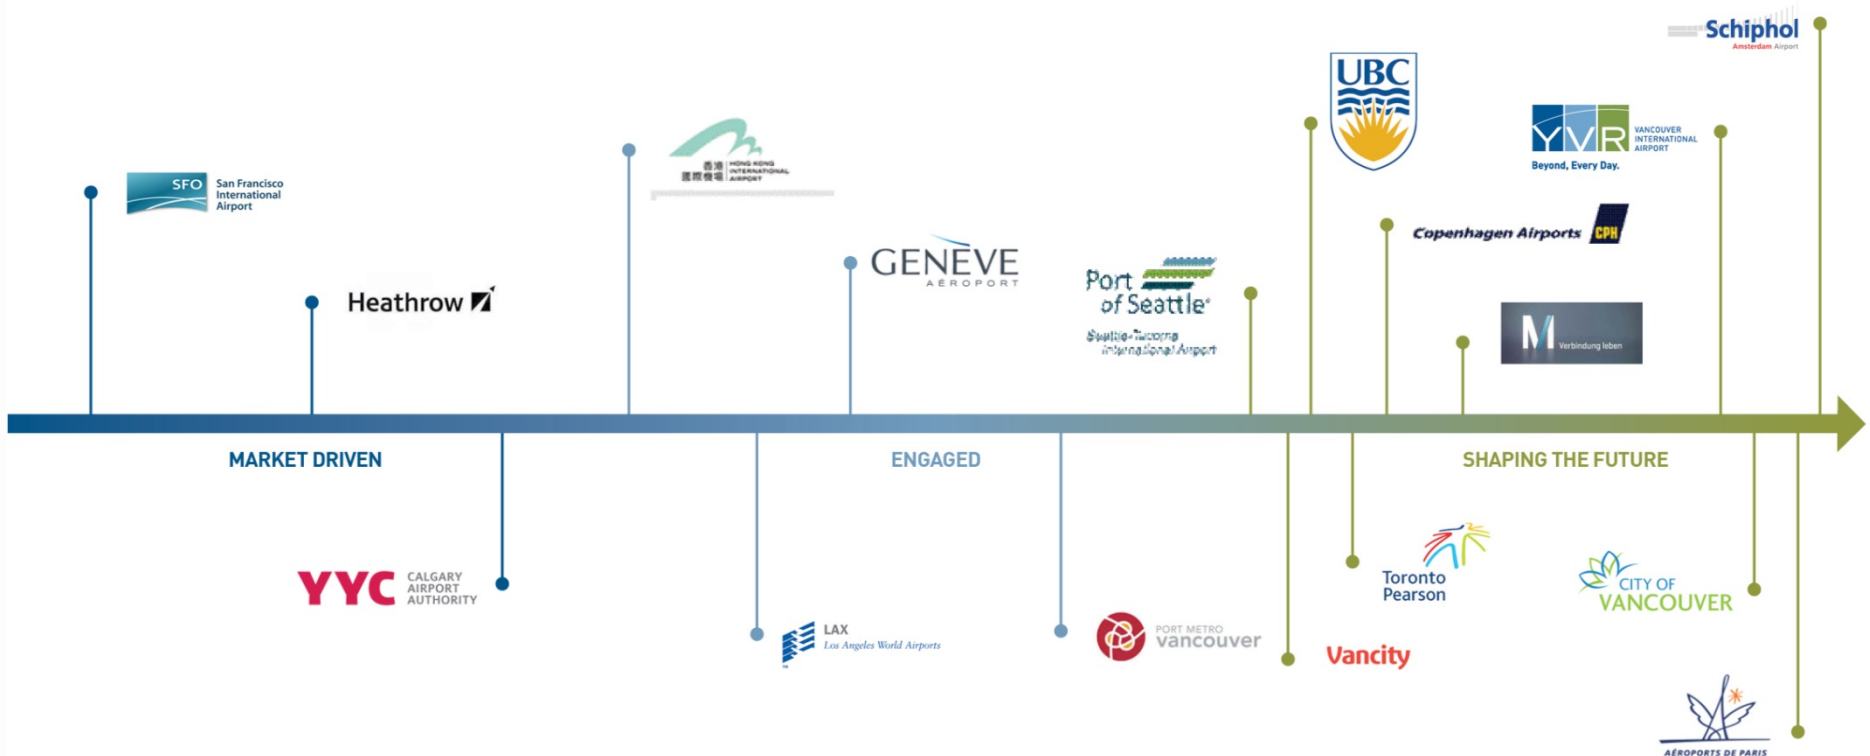 Schiphol
Amsterdam Airport
UBC
YVR
VANCOUVER
INTERNATIONAL
AIRPORT
Beyond, Every Day.
SFO
San Francisco
International
Airport
香港
國際機場
HONG KONG
INTERNATIONAL
AIRPORT
Copenhagen Airports
CPH
GENÈVE
AÉROPORT
Port
of Seattle
Seattle-Tacoma
International Airport
Heathrow
M
Verbindung leben
MARKET DRIVEN
ENGAGED
SHAPING THE FUTURE
YYC
CALGARY
AIRPORT
AUTHORITY
LAX
Los Angeles World Airports
PORT METRO
vancouver
Toronto
Pearson
Vancity
CITY OF
VANCOUVER
AÉROPORTS DE PARIS